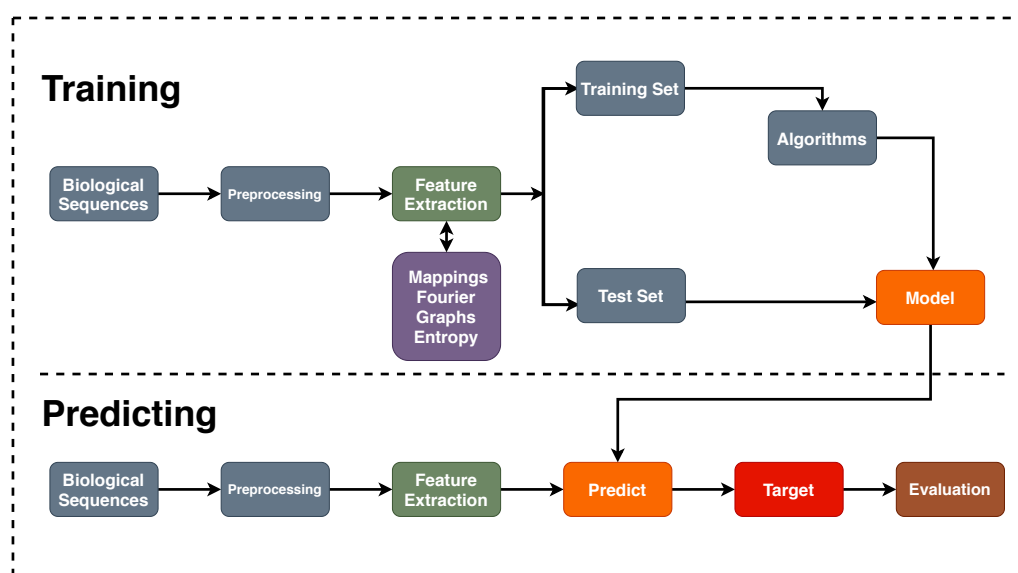 Training
Training Set
Algorithms
Biological
Sequences
Preprocessing
Feature
Extraction
Mappings
Fourier
Graphs
Entropy
Test Set
Model
Predicting
Biological
Sequences
Preprocessing
Feature
Extraction
Predict
Target
Evaluation